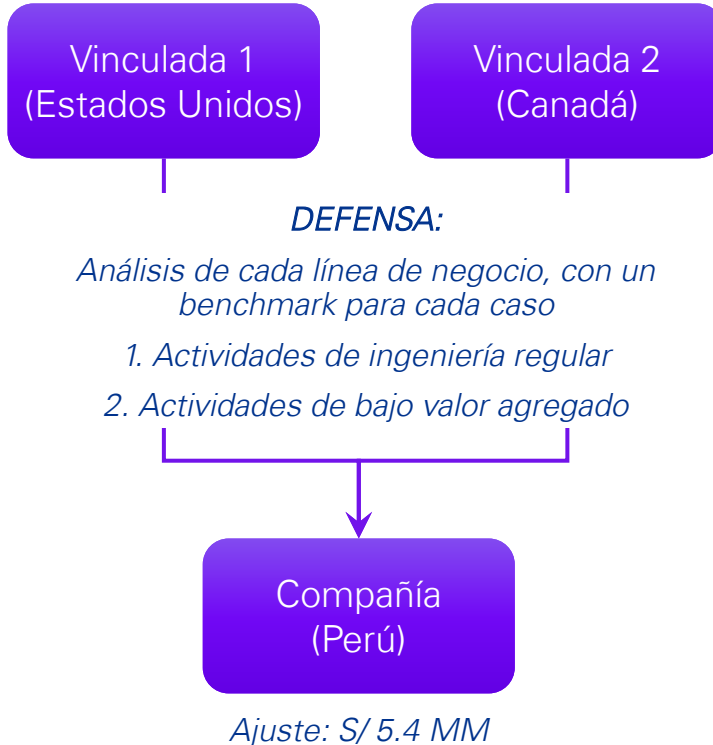 Vinculada 1
(Estados Unidos)
Vinculada 2
(Canadá)
DEFENSA:
Análisis de cada línea de negocio, con un
benchmark para cada caso
1. Actividades de ingeniería regular
2. Actividades de bajo valor agregado
Compañía
(Perú)
Ajuste: S/ 5.4 MM